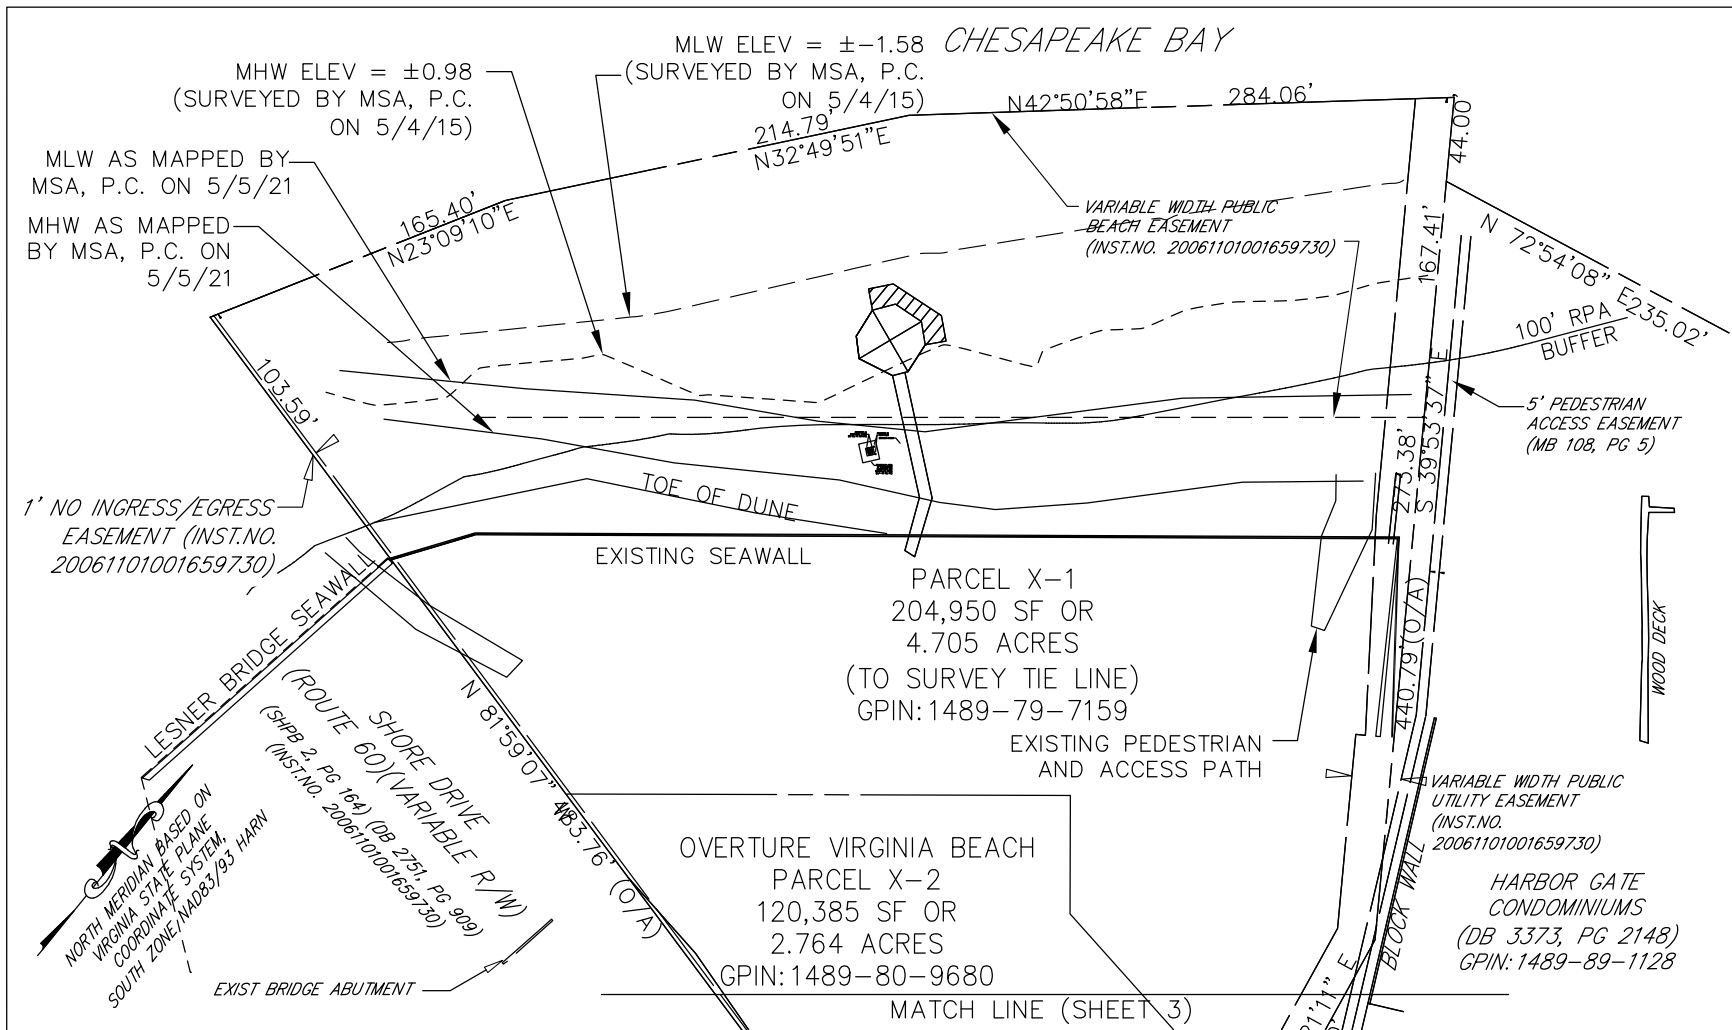 CHESAPEAKE BAY
MLW ELEV = ±-1.58
(SURVEYED BY MSA, P.C.
ON 5/4/15)
MHW ELEV = ±0.98
(SURVEYED BY MSA, P.C.
ON 5/4/15)
MLW AS MAPPED BY
MSA, P.C. ON 5/5/21
MHW AS MAPPED
BY MSA, P.C. ON
5/5/21
165.40'
N23°09'10"E
214.79'
N32°49'51"E
N42°50'58"E
284.06'
44.00'
VARIABLE WIDTH PUBLIC
BEACH EASEMENT
(INST.NO. 20061101001659730)
167.41'
N 72°54'08" E
235.02'
100' RPA
BUFFER
5' PEDESTRIAN
ACCESS EASEMENT
(MB 108, PG 5)
273.38'
S 39°53'37" E
440.79'(O/A)
103.59'
1' NO INGRESS/EGRESS
EASEMENT (INST.NO.
20061101001659730)
TOE OF DUNE
EXISTING SEAWALL
LESNER BRIDGE SEAWALL
PARCEL X-1
204,950 SF OR
4.705 ACRES
(TO SURVEY TIE LINE)
GPIN:1489-79-7159
EXISTING PEDESTRIAN
AND ACCESS PATH
WOOD DECK
N 81°59'07" W
483.76' (O/A)
SHORE DRIVE
(ROUTE 60)(VARIABLE R/W)
(SHPB 2, PG 164) (DB 2751, PG 909)
(INST.NO. 20061101001659730)
NORTH MERIDIAN BASED ON
VIRGINIA STATE PLANE
COORDINATE SYSTEM,
SOUTH ZONE/NAD83/93 HARN
EXIST BRIDGE ABUTMENT
OVERTURE VIRGINIA BEACH
PARCEL X-2
120,385 SF OR
2.764 ACRES
GPIN:1489-80-9680
VARIABLE WIDTH PUBLIC
UTILITY EASEMENT
(INST.NO.
20061101001659730)
BLOCK WALL
HARBOR GATE
CONDOMINIUMS
(DB 3373, PG 2148)
GPIN:1489-89-1128
MATCH LINE (SHEET 3)